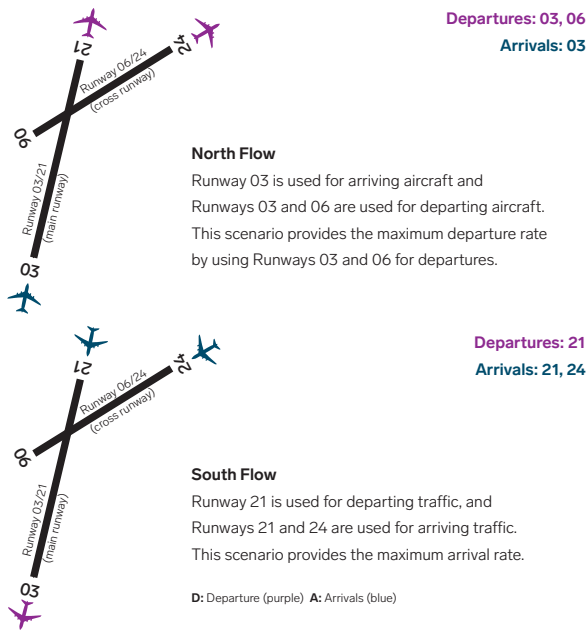 Departures: 03, 06
Arrivals: 03
21
24
Runway 06/24
(cross runway)
06
Runway 03/21
(main runway)
03
North Flow
Runway 03 is used for arriving aircraft and
Runways 03 and 06 are used for departing aircraft.
This scenario provides the maximum departure rate
by using Runways 03 and 06 for departures.
Departures: 21
Arrivals: 21, 24
21
24
Runway 06/24
(cross runway)
06
Runway 03/21
(main runway)
03
South Flow
Runway 21 is used for departing traffic, and
Runways 21 and 24 are used for arriving traffic.
This scenario provides the maximum arrival rate.
D: Departure (purple) A: Arrivals (blue)